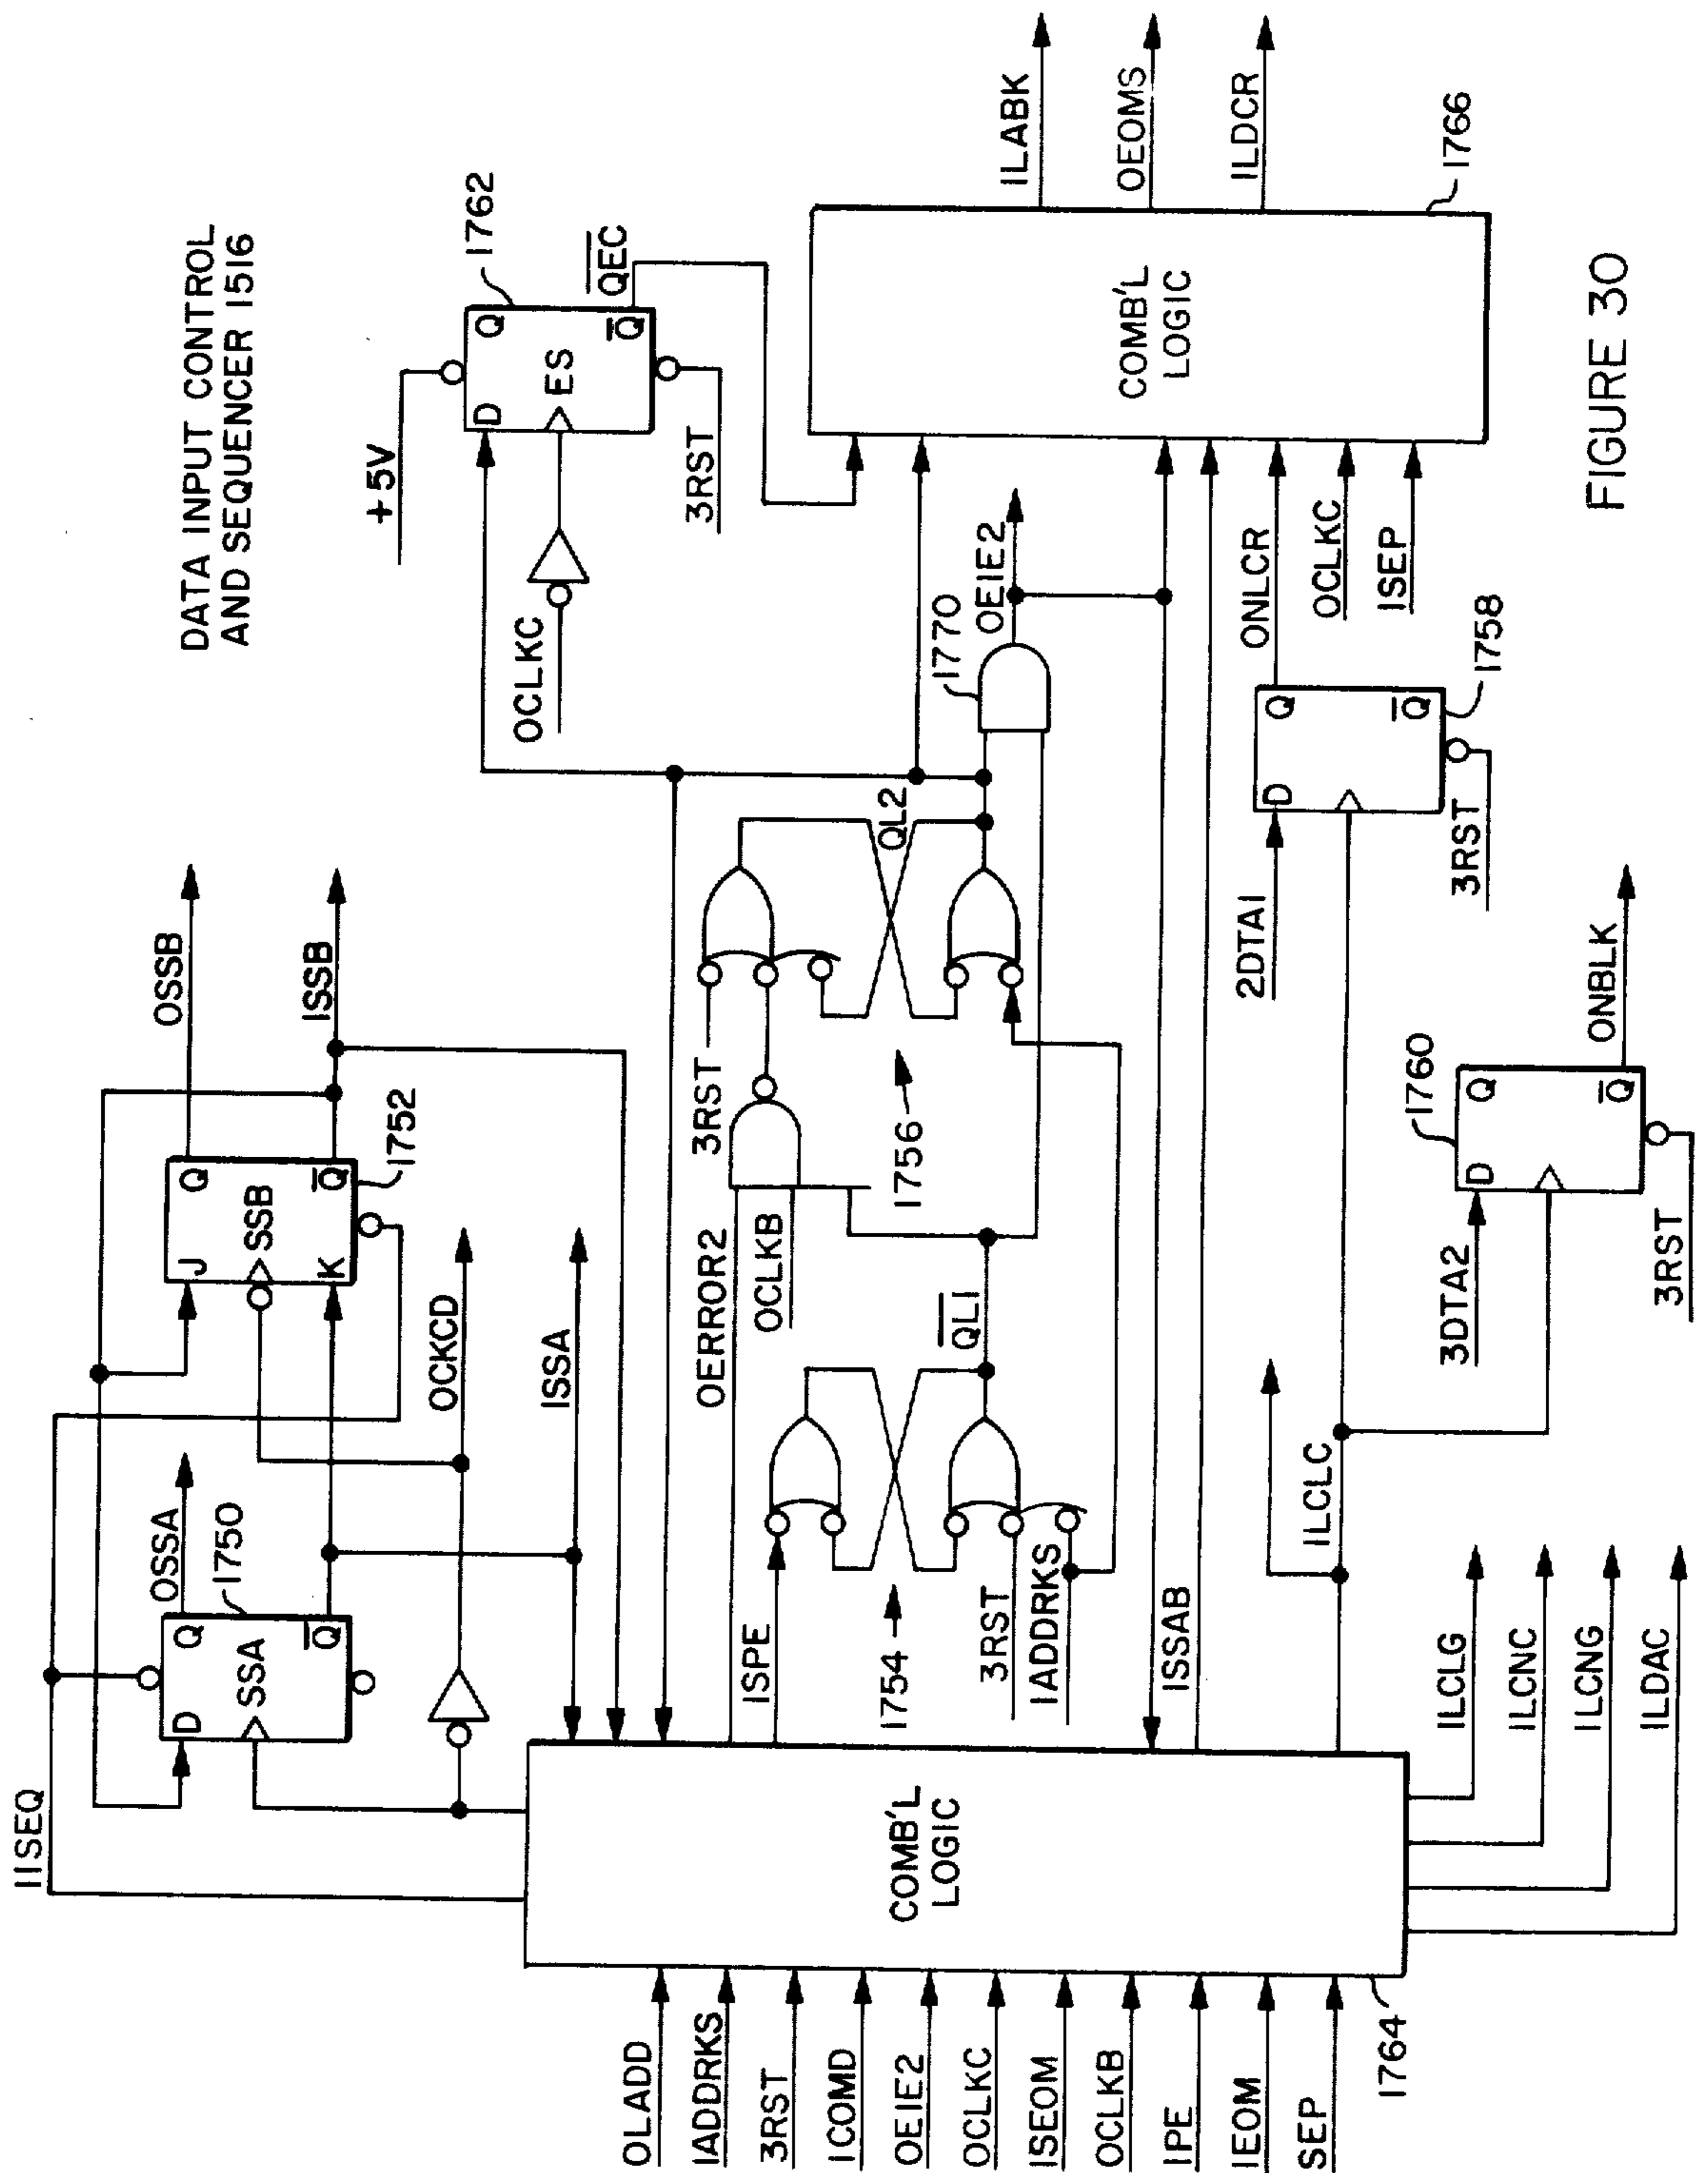 DATA INPUT CONTROL
AND SEQUENCER 1516
IISEQ
OSSA
1750
D
Q
SSA
Q
J
Q
SSB
K
Q
1752
OSSB
ISSB
OCKCD
ISSA
+5V
1762
D
Q
ES
Q
QEC
OCLKC
3RST
OERROR2
OCLKB
3RST
1756
QL2
1770
OEIE2
ISPE
1754
3RST
IADDRKS
QLI
ISSAB
OLADD
IADDRKS
3RST
ICOMD
OEIE2
OCLKC
ISEOM
OCLKB
IPE
IEOM
SEP
1764
COMB'L
LOGIC
ILCLC
ILCLG
ILCNC
ILCNG
ILDAC
2DTAI
D
Q
Q
3RST
1758
ONLCR
OCLKC
ISEP
3DTA2
D
Q
Q
1760
3RST
ONBLK
COMB'L
LOGIC
1766
ILABK
OEOMS
ILDCR
FIGURE 30